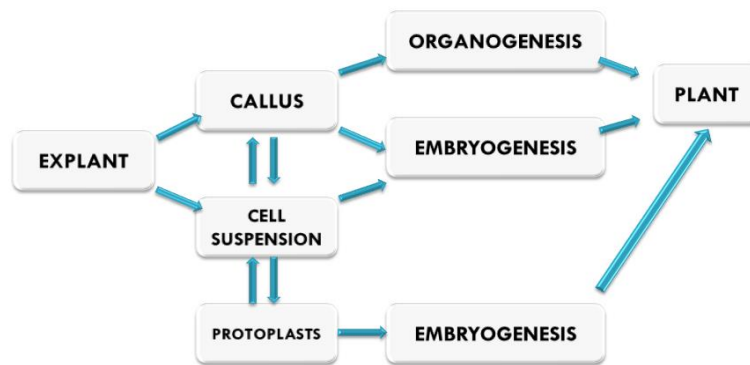 ORGANOGENESIS
CALLUS
PLANT
EXPLANT
EMBRYOGENESIS
CELL
SUSPENSION
PROTOPLASTS
EMBRYOGENESIS